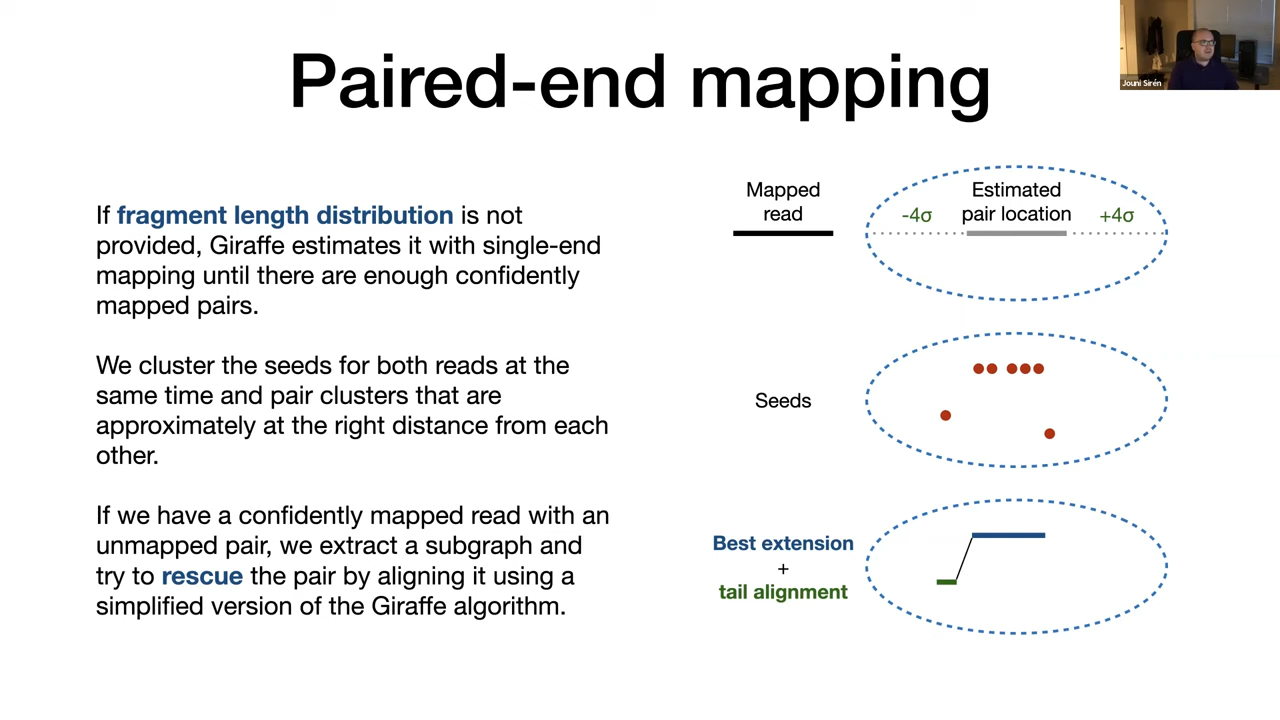 Paired-end mapping
Jouni Sirén
If fragment length distribution is not
provided, Giraffe estimates it with single-end
mapping until there are enough confidently
mapped pairs.
We cluster the seeds for both reads at the
same time and pair clusters that are
approximately at the right distance from each
other.
If we have a confidently mapped read with an
unmapped pair, we extract a subgraph and
try to rescue the pair by aligning it using a
simplified version of the Giraffe algorithm.
Mapped
read
-4σ
Estimated
pair location
+4σ
Seeds
Best extension
+
tail alignment